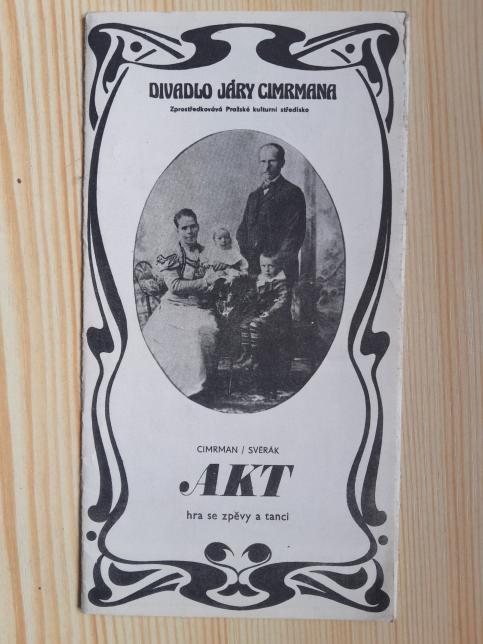 DIVADLO JÁRY CIMRMANA
Zprostředkovává Pražské kulturní středisko
CIMRMAN / SVĚRÁK
AKT
hra se zpěvy a tanci